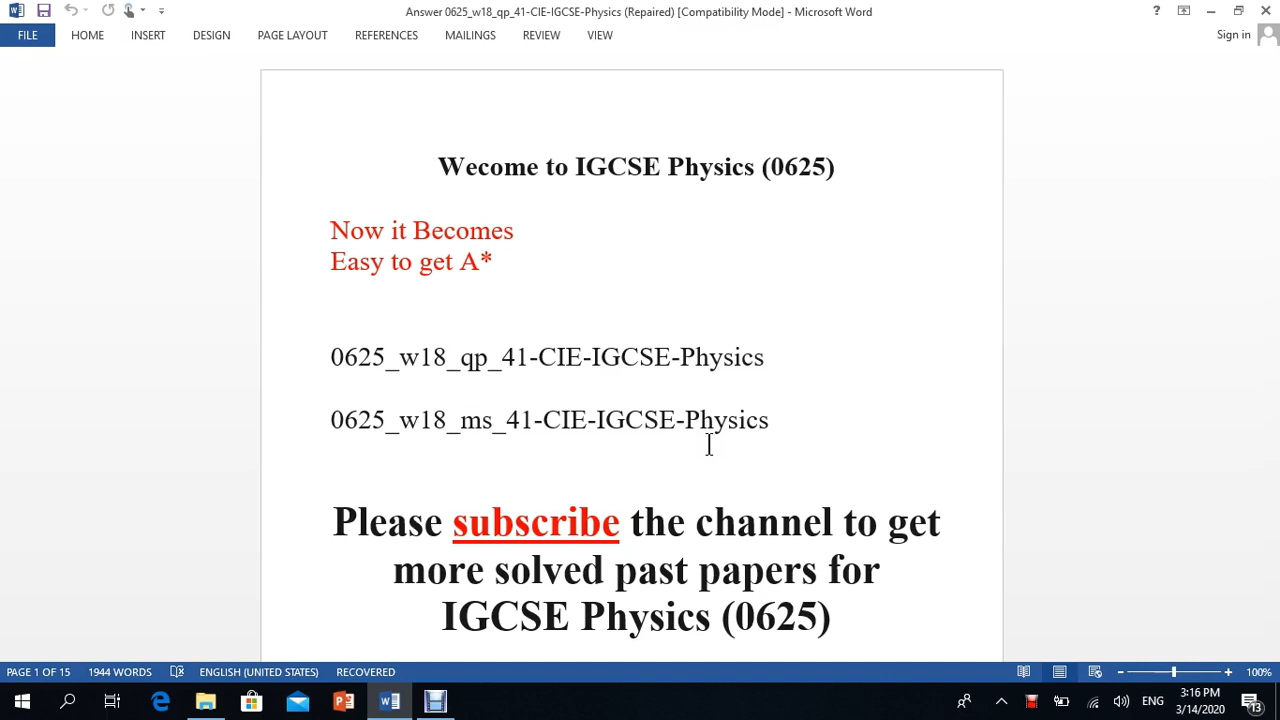 Answer 0625_w18_qp_41-CIE-IGCSE-Physics (Repaired) [Compatibility Mode] - Microsoft Word
FILE HOME INSERT DESIGN PAGE LAYOUT REFERENCES MAILINGS REVIEW VIEW Sign in
Wecome to IGCSE Physics (0625)
Now it Becomes
Easy to get A*
0625_w18_qp_41-CIE-IGCSE-Physics
0625_w18_ms_41-CIE-IGCSE-Physics
Please subscribe the channel to get
more solved past papers for
IGCSE Physics (0625)
PAGE 1 OF 15 1944 WORDS ENGLISH (UNITED STATES) RECOVERED 100%
ENG 3:16 PM
3/14/2020 13